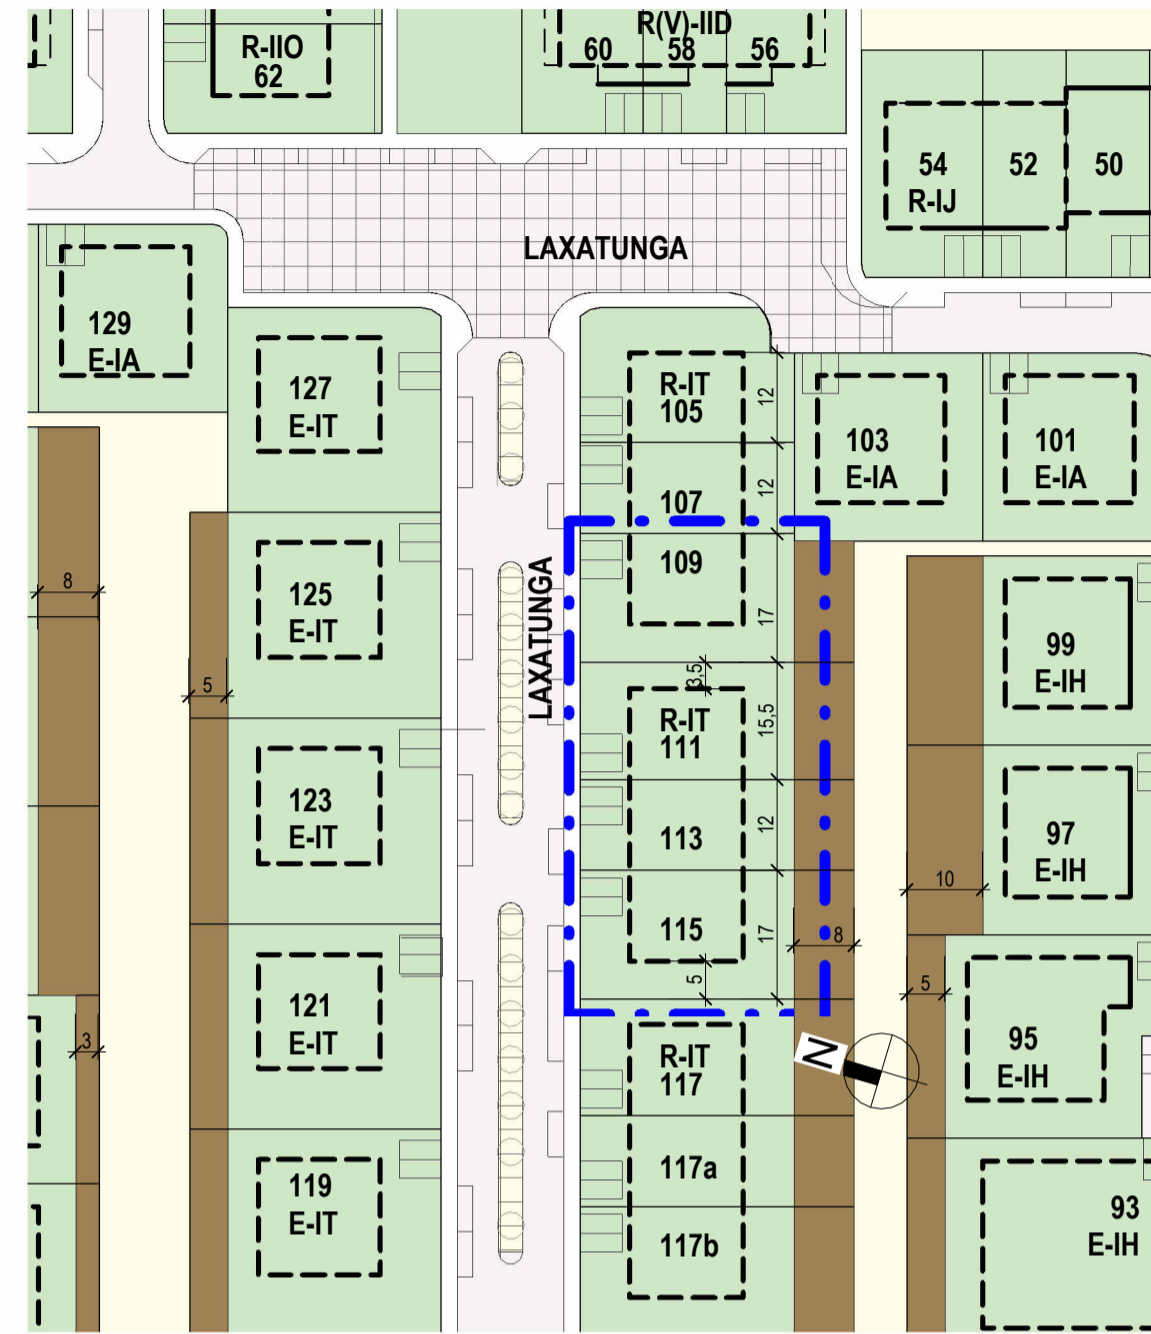 R-IIO
62
R(V)-IID
60
58
56
54
R-IJ
52
50
LAXATUNGA
129
E-IA
127
E-IT
R-IT
105
12
103
E-IA
101
E-IA
107
12
109
LAXATUNGA
17
8
125
E-IT
99
E-IH
5
3,5
R-IT
111
15,5
123
E-IT
113
12
97
E-IH
10
115
17
8
5
5
121
E-IT
3
N
95
E-IH
R-IT
117
117a
119
E-IT
117b
93
E-IH